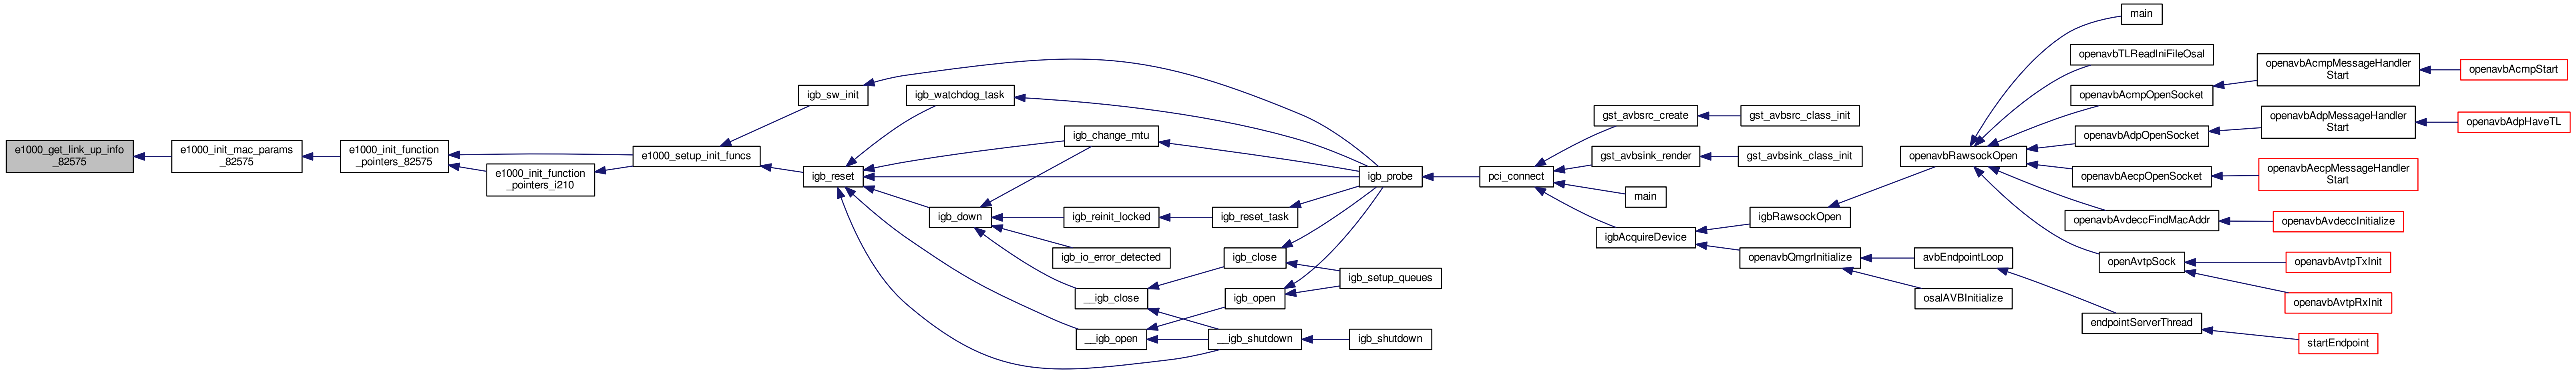 e1000_get_link_up_info
_82575
e1000_init_mac_params
_82575
e1000_init_function
_pointers_82575
e1000_init_function
_pointers_i210
e1000_setup_init_funcs
igb_sw_init
igb_reset
igb_watchdog_task
igb_change_mtu
igb_down
igb_reinit_locked
igb_io_error_detected
__igb_close
__igb_open
igb_reset_task
igb_close
igb_open
__igb_shutdown
igb_probe
igb_setup_queues
igb_shutdown
pci_connect
gst_avbsrc_create
gst_avbsink_render
main
igbAcquireDevice
gst_avbsrc_class_init
gst_avbsink_class_init
igbRawsockOpen
openavbQmgrInitialize
openavbRawsockOpen
avbEndpointLoop
osalAVBInitialize
main
openavbTLReadIniFileOsal
openavbAcmpOpenSocket
openavbAdpOpenSocket
openavbAecpOpenSocket
openavbAvdeccFindMacAddr
openAvtpSock
endpointServerThread
openavbAcmpMessageHandler
Start
openavbAdpMessageHandler
Start
openavbAecpMessageHandler
Start
openavbAvdeccInitialize
openavbAvtpTxInit
openavbAvtpRxInit
startEndpoint
openavbAcmpStart
openavbAdpHaveTL